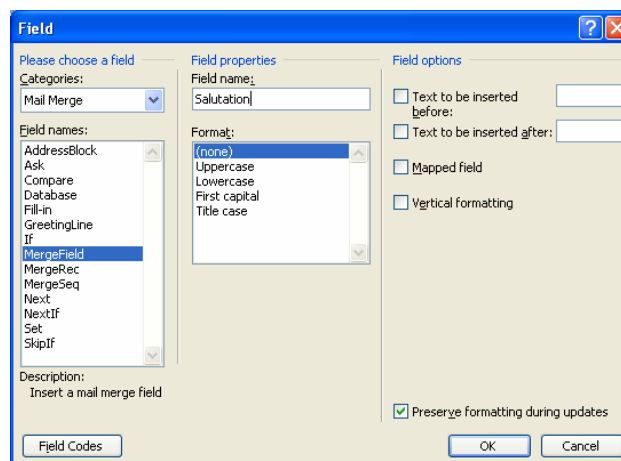 Field
Please choose a field
Categories:
Mail Merge
Field names:
AddressBlock
Ask
Compare
Database
Fill-in
GreetingLine
If
MergeField
MergeRec
MergeSeq
Next
NextIf
Set
SkipIf
Description:
Insert a mail merge field
Field Codes
Field properties
Field name:
Salutation
Format:
(none)
Uppercase
Lowercase
First capital
Title case
Field options
Text to be inserted
before:
Text to be inserted after:
Mapped field
Vertical formatting
Preserve formatting during updates
OK
Cancel